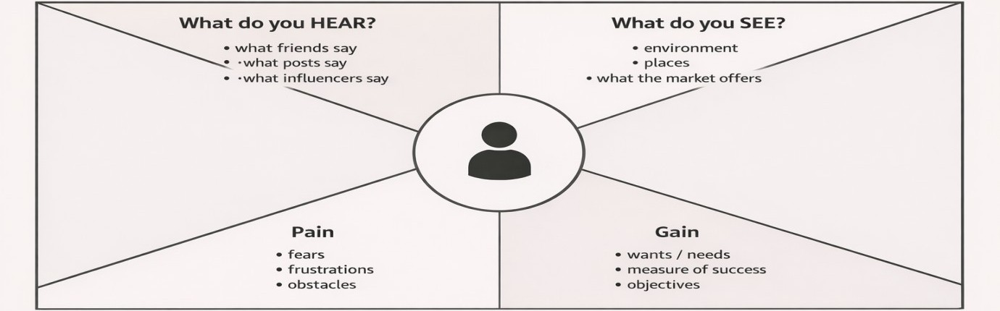 What do you HEAR?
• what friends say
• ·what posts say
• ·what influencers say
What do you SEE?
• environment
• places
• what the market offers
Pain
• fears
• frustrations
• obstacles
Gain
• wants / needs
• measure of success
• objectives